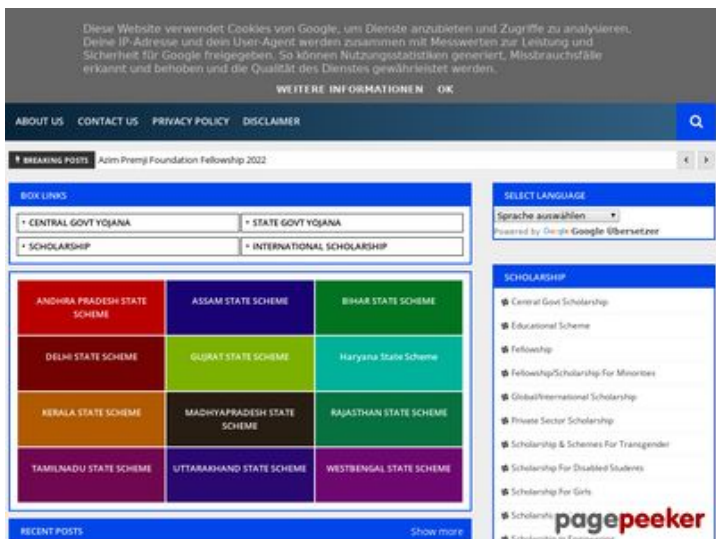 Diese Website verwendet Cookies von Google, um Dienste anzubieten und Zugriffe zu analysieren.
Deine IP-Adresse und dein User-Agent werden zusammen mit Messwerten zur Leistung und
Sicherheit für Google freigegeben. So können Nutzungsstatistiken generiert, Missbrauchsfälle
erkannt und behoben und die Qualität des Dienstes gewährleistet werden.
WEITERE INFORMATIONEN OK
ABOUT US CONTACT US PRIVACY POLICY DISCLAIMER
BREAKING POSTS Azim Premji Foundation Fellowship 2022
BOX LINKS
CENTRAL GOVT YOJANA
STATE GOVT YOJANA
SCHOLARSHIP
INTERNATIONAL SCHOLARSHIP
ANDHRA PRADESH STATE
SCHEME
ASSAM STATE SCHEME
BIHAR STATE SCHEME
DELHI STATE SCHEME
GUJRAT STATE SCHEME
Haryana State Scheme
KERALA STATE SCHEME
MADHYAPRADESH STATE
SCHEME
RAJASTHAN STATE SCHEME
TAMILNADU STATE SCHEME
UTTARAKHAND STATE SCHEME
WESTBENGAL STATE SCHEME
RECENT POSTS Show more
SELECT LANGUAGE
Sprache auswählen
Powered by Google Google Übersetzer
SCHOLARSHIP
Central Govt Scholarship
Educational Scheme
Fellowship
Fellowship/Scholarship For Minorities
Global/International Scholarship
Private Sector Scholarship
Scholarship & Schemes For Transgender
Scholarship For Disabled Students
Scholarship For Girls
pagepeeker